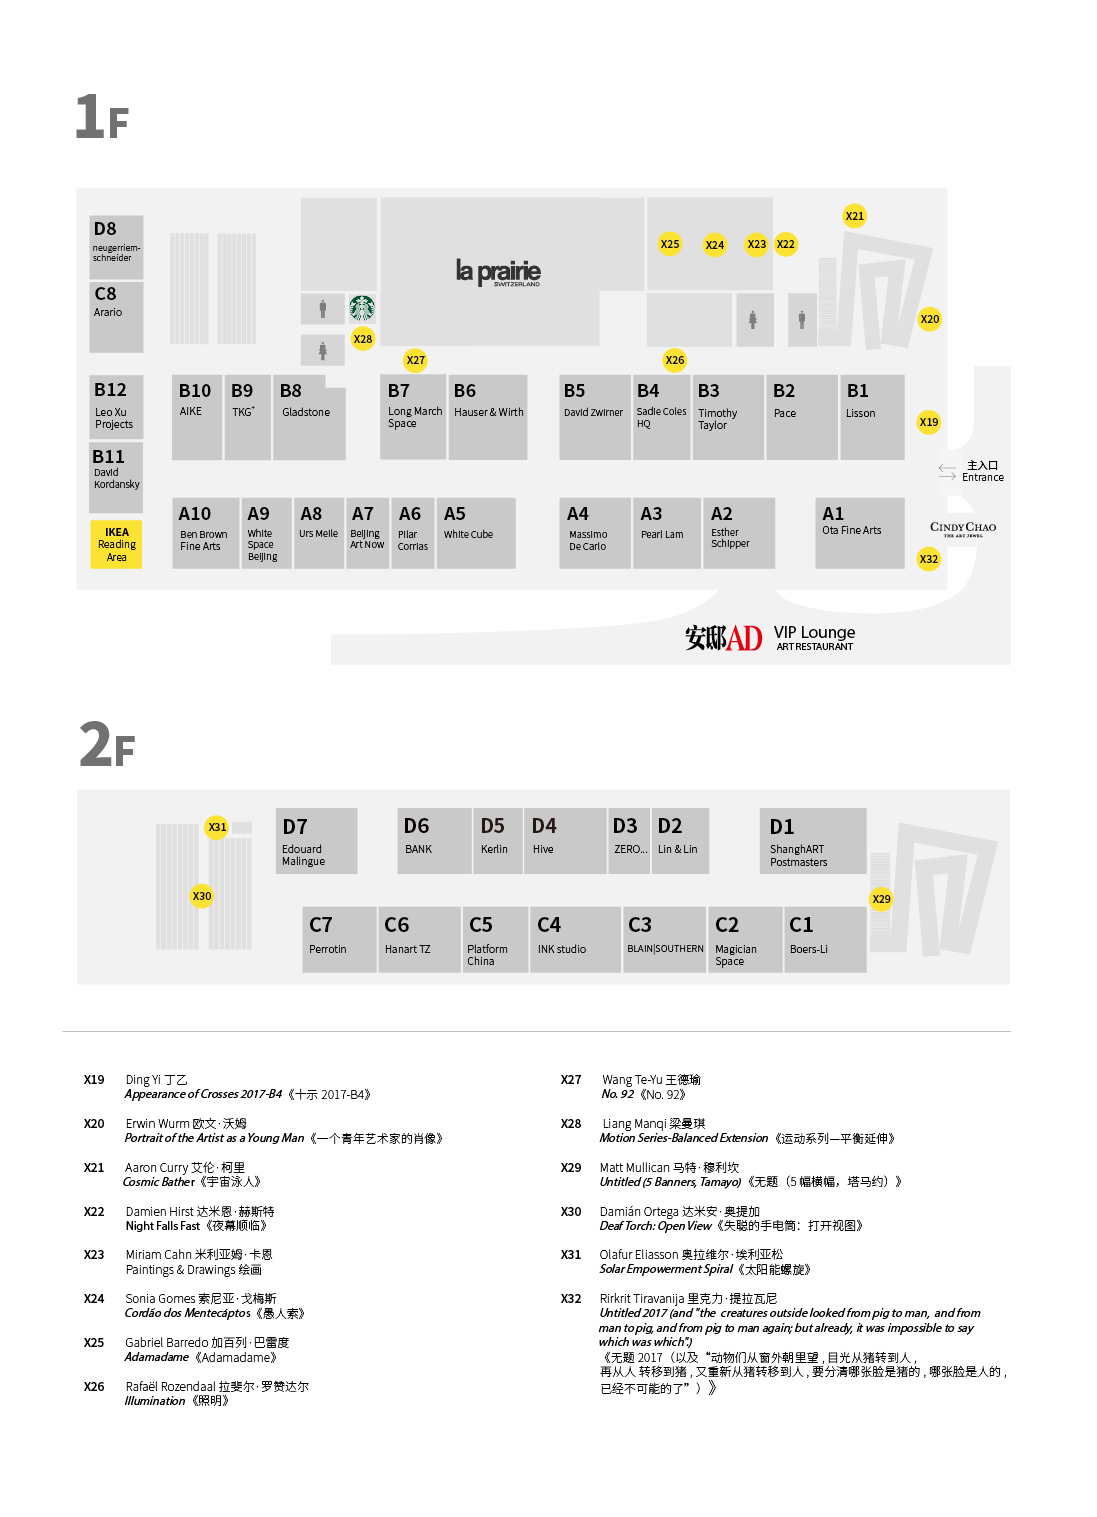 1F
X21
X25
X24
X23
X22
D8
neugerriem-
schneider
la prairie
SWITZERLAND
C8
Arario
X20
X28
X27
X26
B12
Leo Xu
Projects
B10
AIKE
B9
TKG+
B8
Gladstone
B7
Long March
Space
B6
Hauser & Wirth
B5
David Zwirner
B4
Sadie Coles
HQ
B3
Timothy
Taylor
B2
Pace
B1
Lisson
X19
B11
David
Kordansky
主入口
Entrance
A10
Ben Brown
Fine Arts
A9
White
Space
Beijing
A8
Urs Meile
A7
Beijing
Art Now
A6
Pilar
Corrias
A5
White Cube
A4
Massimo
De Carlo
A3
Pearl Lam
A2
Esther
Schipper
A1
Ota Fine Arts
CINDY CHAO
THE ART JEWEL
IKEA
Reading
Area
X32
安邸AD
VIP Lounge
ART RESTAURANT
2F
X31
D7
Edouard
Malingue
D6
BANK
D5
Kerlin
D4
Hive
D3
ZERO...
D2
Lin & Lin
D1
ShanghART
Postmasters
X30
X29
C7
Perrotin
C6
Hanart TZ
C5
Platform
China
C4
INK studio
C3
BLAIN|SOUTHERN
C2
Magician
Space
C1
Boers-Li
X19 Ding Yi 丁乙
Appearance of Crosses 2017-B4《十示 2017-B4》
X20 Erwin Wurm 欧文·沃姆
Portrait of the Artist as a Young Man《一个青年艺术家的肖像》
X21 Aaron Curry 艾伦·柯里
Cosmic Bather《宇宙泳人》
X22 Damien Hirst 达米恩·赫斯特
Night Falls Fast《夜幕顺临》
X23 Miriam Cahn 米利亚姆·卡恩
Paintings & Drawings 绘画
X24 Sonia Gomes 索尼亚·戈梅斯
Cordão dos Mentecáptos《愚人索》
X25 Gabriel Barredo 加百列·巴雷度
Adamadame《Adamadame》
X26 Rafaël Rozendaal 拉斐尔·罗赞达尔
Illumination《照明》
X27 Wang Te-Yu 王德瑜
No. 92《No. 92》
X28 Liang Manqi 梁曼琪
Motion Series-Balanced Extension《运动系列—平衡延伸》
X29 Matt Mullican 马特·穆利坎
Untitled (5 Banners, Tamayo)《无题（5 幅横幅，塔马约）》
X30 Damián Ortega 达米安·奥提加
Deaf Torch: Open View《失聪的手电筒：打开视图》
X31 Olafur Eliasson 奥拉维尔·埃利亚松
Solar Empowerment Spiral《太阳能螺旋》
X32 Rirkrit Tiravanija 里克力·提拉瓦尼
Untitled 2017 (and "the creatures outside looked from pig to man, and from
man to pig, and from pig to man again; but already, it was impossible to say
which was which".)
《无题 2017（以及“动物们从窗外朝里望 , 目光从猪转到人 ,
再从人 转移到猪 , 又重新从猪转移到人 , 要分清哪张脸是猪的 , 哪张脸是人的 ,
已经不可能的了”）》